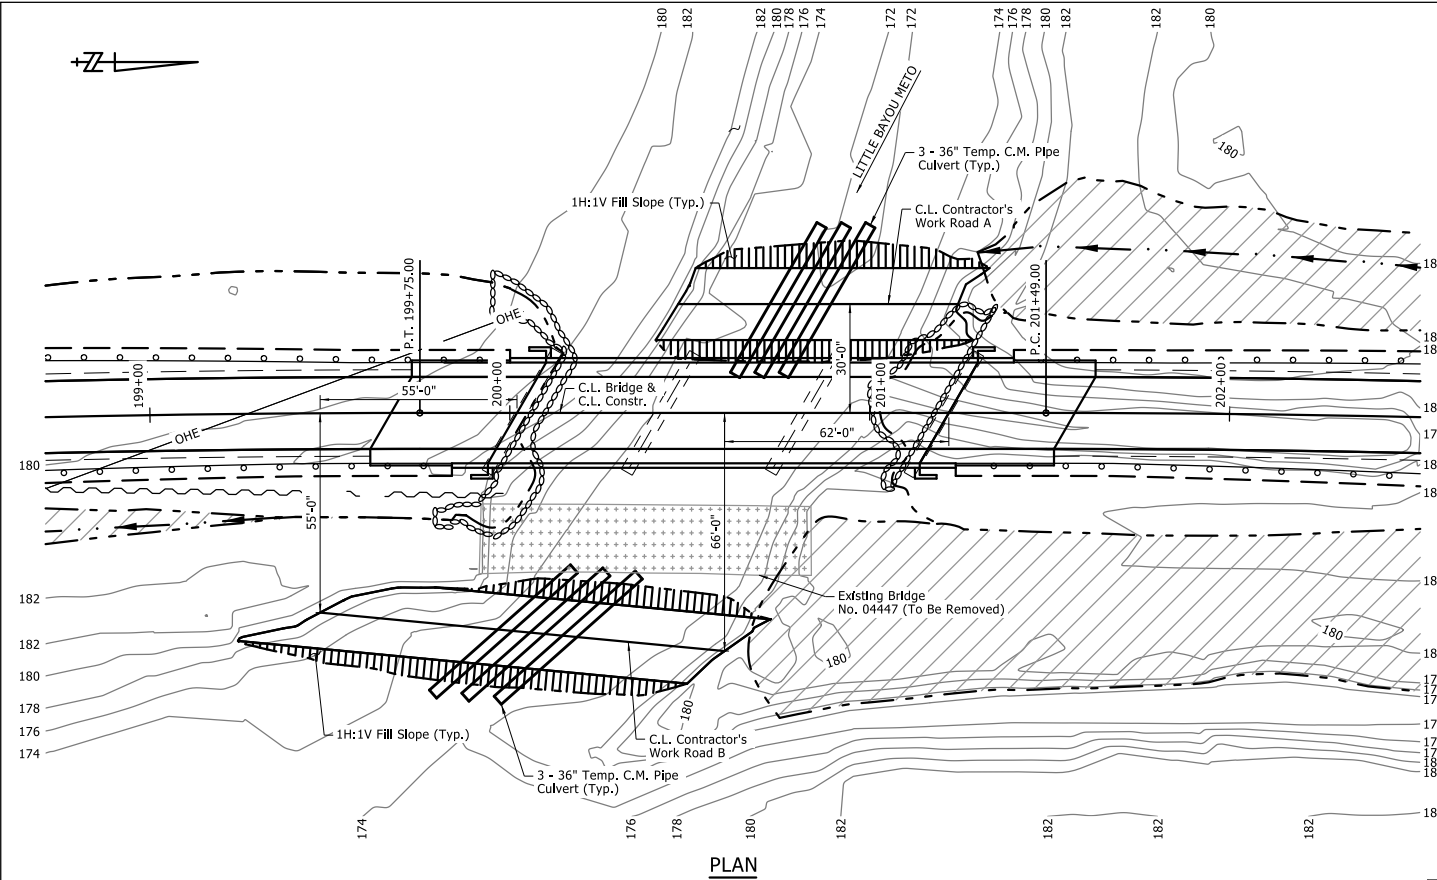 180
182
182
180
178
176
174
172
172
174
176
178
180
182
182
180
N
LITTLE BAYOU METO
180
3 - 36" Temp. C.M. Pipe
Culvert (Typ.)
1H:1V Fill Slope (Typ.)
C.L. Contractor's
Work Road A
P.T. 199+75.00
P.C. 201+49.00
OHE
30'-0"
199+00
200+00
201+00
202+00
55'-0"
C.L. Bridge &
C.L. Constr.
OHE
62'-0"
180
55'-0"
66'-0"
Existing Bridge
No. 04447 (To Be Removed)
182
180
180
182
180
178
176
174
180
1H:1V Fill Slope (Typ.)
C.L. Contractor's
Work Road B
3 - 36" Temp. C.M. Pipe
Culvert (Typ.)
174
176
178
180
182
182
182
182
PLAN